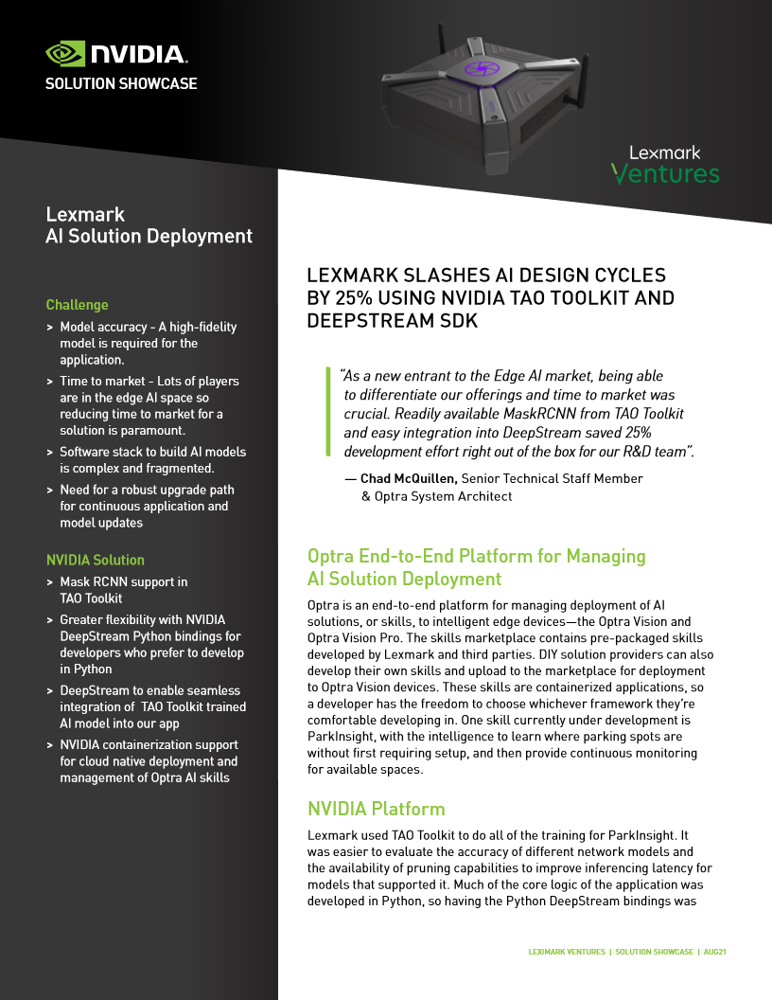 NVIDIA.
SOLUTION SHOWCASE
Lexmark
Ventures
Lexmark
AI Solution Deployment
Challenge
> Model accuracy - A high-fidelity
model is required for the
application.
> Time to market - Lots of players
are in the edge AI space so
reducing time to market for a
solution is paramount.
> Software stack to build AI models
is complex and fragmented.
> Need for a robust upgrade path
for continuous application and
model updates
NVIDIA Solution
> Mask RCNN support in
TAO Toolkit
> Greater flexibility with NVIDIA
DeepStream Python bindings for
developers who prefer to develop
in Python
> DeepStream to enable seamless
integration of TAO Toolkit trained
AI model into our app
> NVIDIA containerization support
for cloud native deployment and
management of Optra AI skills
LEXMARK SLASHES AI DESIGN CYCLES
BY 25% USING NVIDIA TAO TOOLKIT AND
DEEPSTREAM SDK
“As a new entrant to the Edge AI market, being able
to differentiate our offerings and time to market was
crucial. Readily available MaskRCNN from TAO Toolkit
and easy integration into DeepStream saved 25%
development effort right out of the box for our R&D team”.
— Chad McQuillen, Senior Technical Staff Member
& Optra System Architect
Optra End-to-End Platform for Managing
AI Solution Deployment
Optra is an end-to-end platform for managing deployment of AI
solutions, or skills, to intelligent edge devices—the Optra Vision and
Optra Vision Pro. The skills marketplace contains pre-packaged skills
developed by Lexmark and third parties. DIY solution providers can also
develop their own skills and upload to the marketplace for deployment
to Optra Vision devices. These skills are containerized applications, so
a developer has the freedom to choose whichever framework they’re
comfortable developing in. One skill currently under development is
ParkInsight, with the intelligence to learn where parking spots are
without first requiring setup, and then provide continuous monitoring
for available spaces.
NVIDIA Platform
Lexmark used TAO Toolkit to do all of the training for ParkInsight. It
was easier to evaluate the accuracy of different network models and
the availability of pruning capabilities to improve inferencing latency for
models that supported it. Much of the core logic of the application was
developed in Python, so having the Python DeepStream bindings was
LEXIMARK VENTURES | SOLUTION SHOWCASE | AUG21